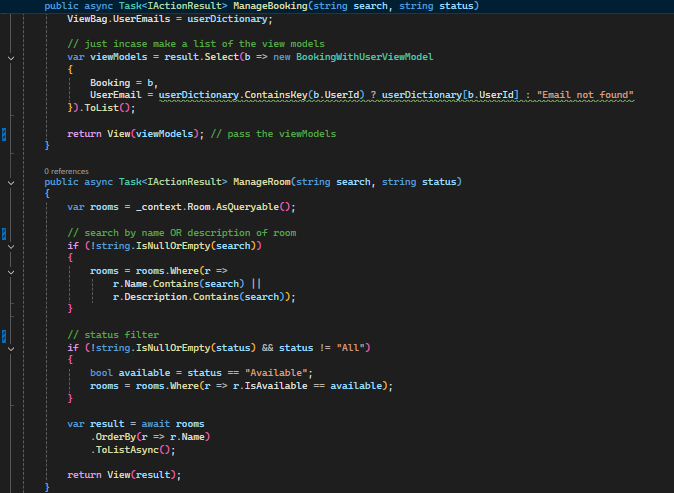 public async Task<IActionResult> ManageBooking(string search, string status)
ViewBag.UserEmails = userDictionary;
// just incase make a list of the view models
var viewModels = result.Select(b => new BookingWithUserViewModel
{
Booking = b,
UserEmail = userDictionary.ContainsKey(b.UserId) ? userDictionary[b.UserId] : "Email not found"
}).ToList();
return View(viewModels); // pass the viewModels
}
0 references
public async Task<IActionResult> ManageRoom(string search, string status)
{
var rooms = _context.Room.AsQueryable();
// search by name OR description of room
if (!string.IsNullOrEmpty(search))
{
rooms = rooms.Where(r =>
r.Name.Contains(search) ||
r.Description.Contains(search));
}
// status filter
if (!string.IsNullOrEmpty(status) && status != "All")
{
bool available = status == "Available";
rooms = rooms.Where(r => r.IsAvailable == available);
}
var result = await rooms
.OrderBy(r => r.Name)
.ToListAsync();
return View(result);
}